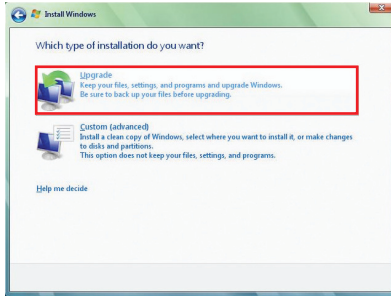 Install Windows
Which type of installation do you want?
Upgrade
Keep your files, settings, and programs and upgrade Windows.
Be sure to back up your files before upgrading.
Custom (advanced)
Install a clean copy of Windows, select where you want to install it, or make changes
to disks and partitions.
This option does not keep your files, settings, and programs.
Help me decide